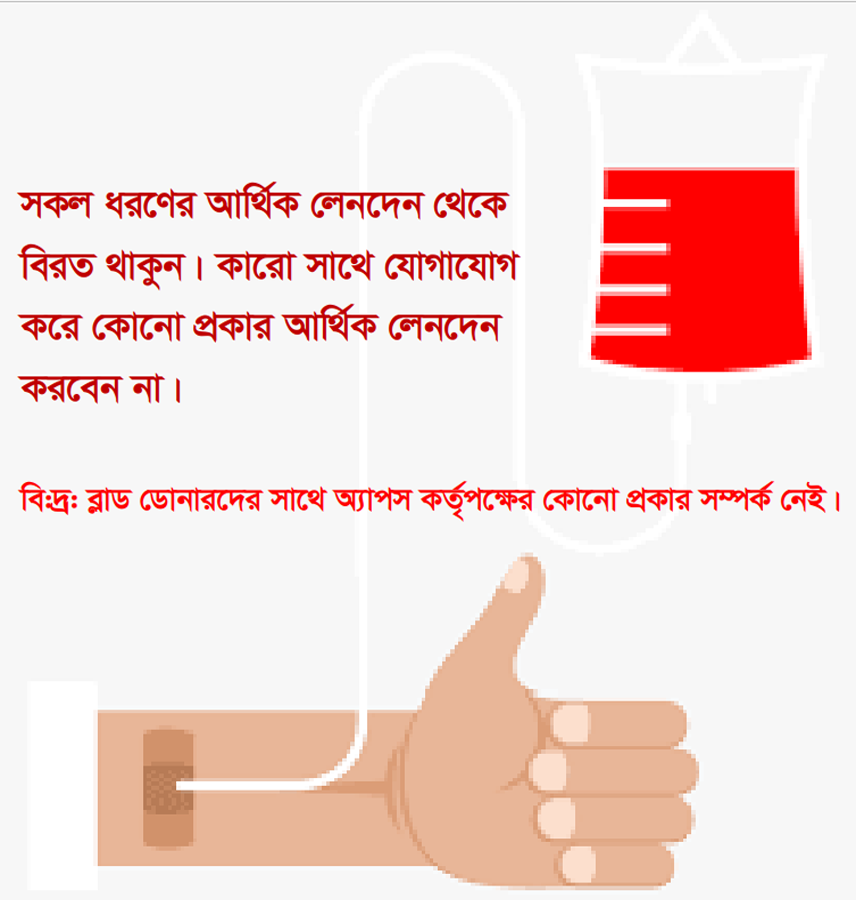 সকল ধরণের আর্থিক লেনদেন থেকে
বিরত থাকুন। কারো সাথে যোগাযোগ
করে কোনো প্রকার আর্থিক লেনদেন
করবেন না।
বি:দ্র: ব্লাড ডোনারদের সাথে অ্যাপস কর্তৃপক্ষের কোনো প্রকার সম্পর্ক নেই।